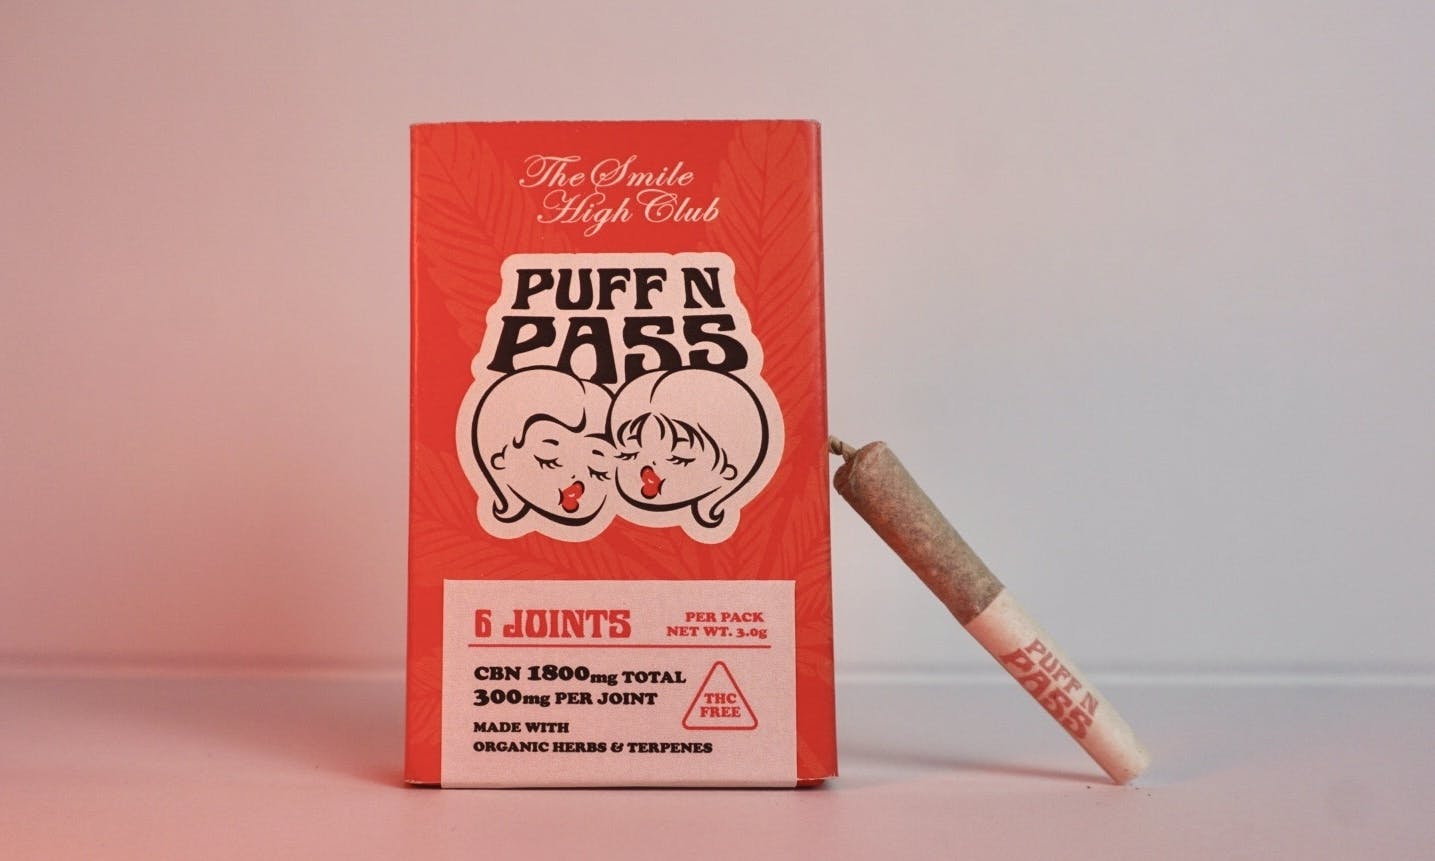 The Smile
High Club
PUFF N
PASS
6 JOINTS
PER PACK
NET WT. 3.0g
CBN 1800mg TOTAL
300mg PER JOINT
THC
FREE
MADE WITH
ORGANIC HERBS & TERPENES
PUFF N
PASS